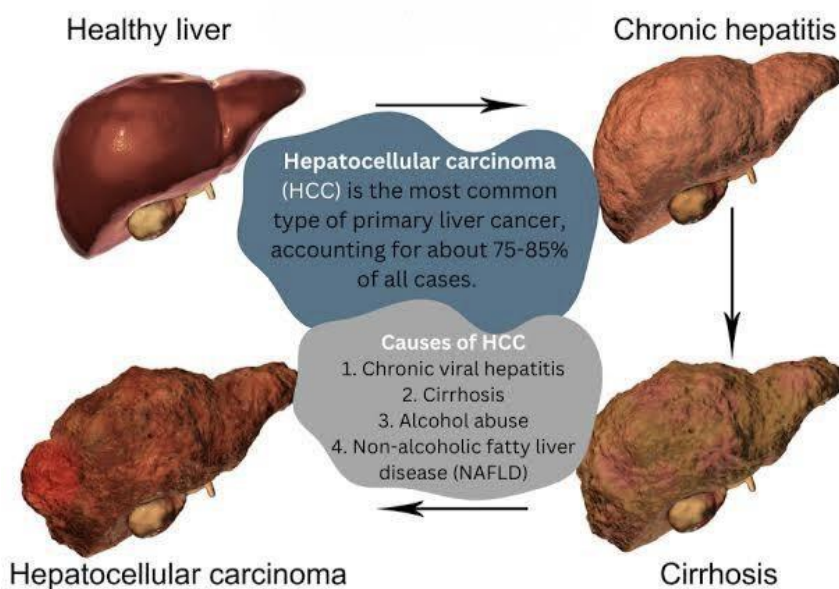 Healthy liver
Chronic hepatitis
Hepatocellular carcinoma
(HCC) is the most common
type of primary liver cancer,
accounting for about 75-85%
of all cases.
Causes of HCC
1. Chronic viral hepatitis
2. Cirrhosis
3. Alcohol abuse
4. Non-alcoholic fatty liver
disease (NAFLD)
Hepatocellular carcinoma
Cirrhosis